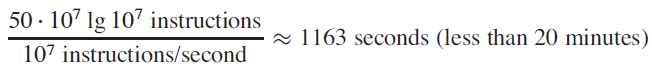 50 · 10⁷ lg 10⁷ instructions
10⁷ instructions/second
≈ 1163 seconds (less than 20 minutes)